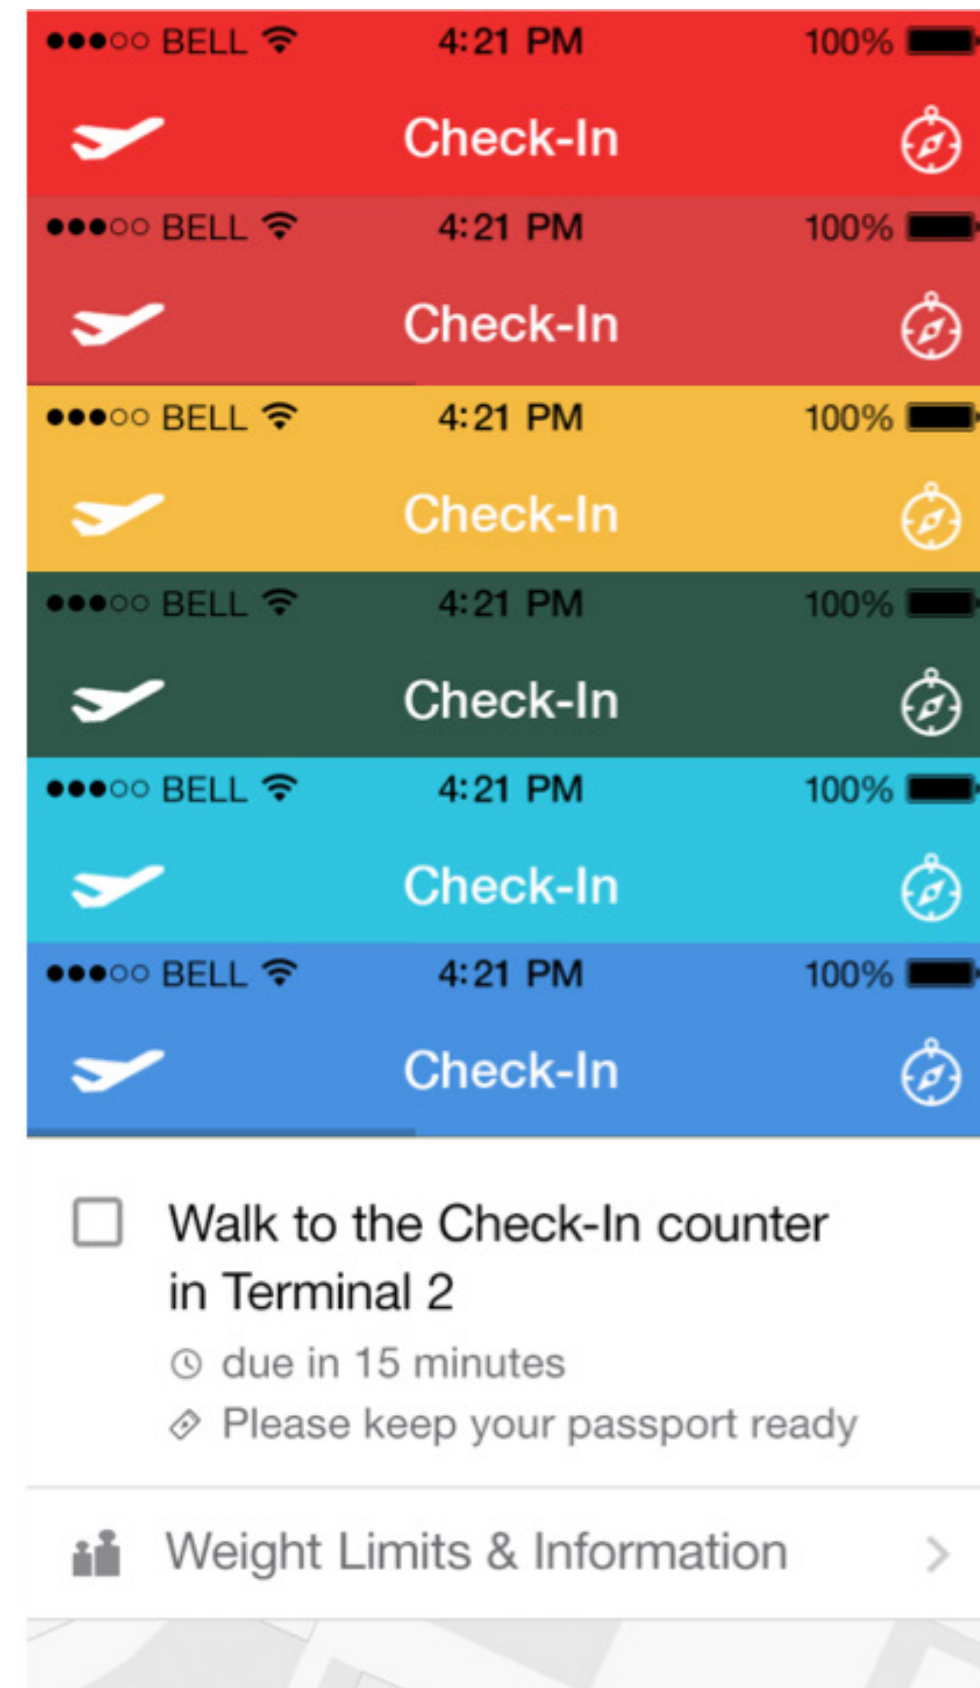 BELL 4:21 PM 100%
Check-In
BELL 4:21 PM 100%
Check-In
BELL 4:21 PM 100%
Check-In
BELL 4:21 PM 100%
Check-In
BELL 4:21 PM 100%
Check-In
BELL 4:21 PM 100%
Check-In
Walk to the Check-In counter
in Terminal 2
due in 15 minutes
Please keep your passport ready
Weight Limits & Information